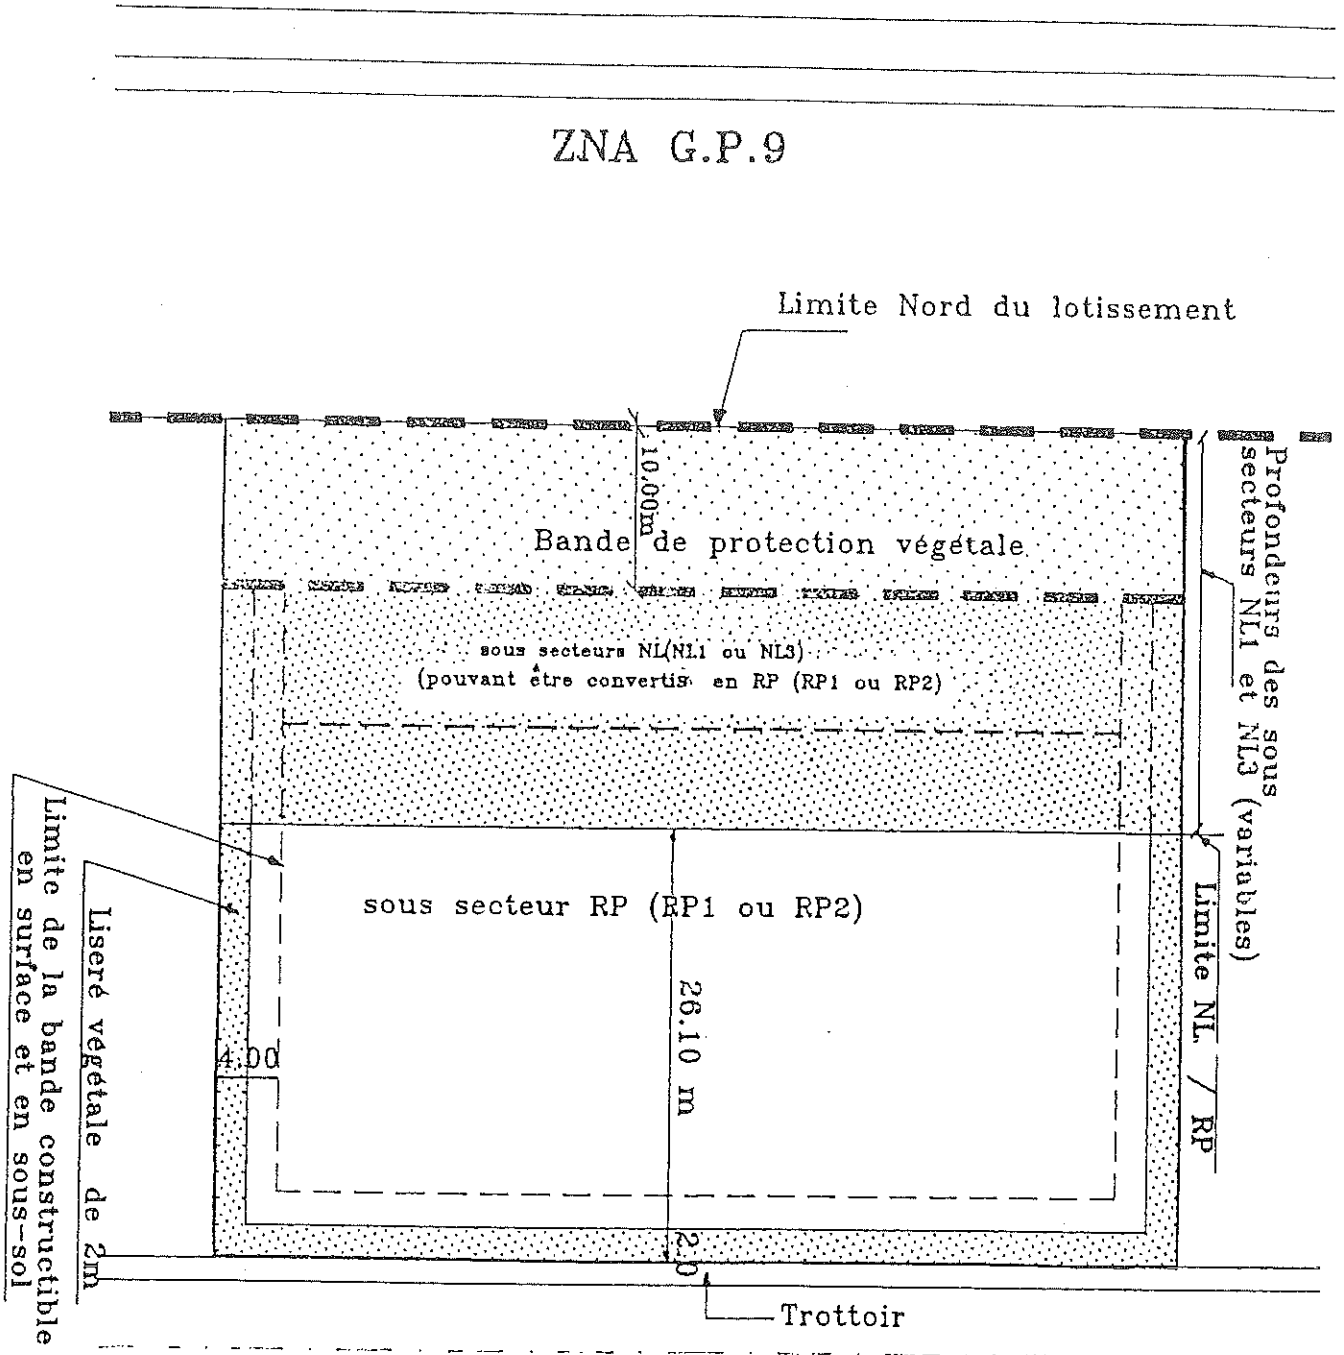 ZNA G.P.9
Limite Nord du lotissement
10.00m
Bande de protection végétale
sous secteurs NL(NL1 ou NL3)
(pouvant être convertis en RP (RP1 ou RP2)
Profondeurs des sous
secteurs NL1 et NL3 (variables)
Limite NL / RP
sous secteur RP (RP1 ou RP2)
26.10 m
4.00
2.0
Limite de la bande constructible
en surface et en sous-sol
Liseré végétale de 2m
Trottoir